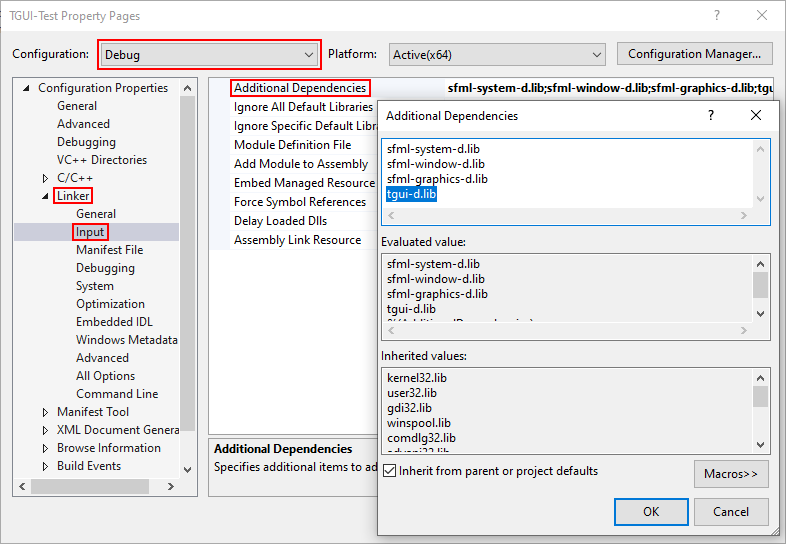 TGUI-Test Property Pages
Configuration: Debug Platform: Active(x64) Configuration Manager...
Configuration Properties
General
Advanced
Debugging
VC++ Directories
C/C++
Linker
General
Input
Manifest File
Debugging
System
Optimization
Embedded IDL
Windows Metadata
Advanced
All Options
Command Line
Manifest Tool
XML Document Genera
Browse Information
Build Events
Additional Dependencies sfml-system-d.lib;sfml-window-d.lib;sfml-graphics-d.lib;tgu
Ignore All Default Libraries
Ignore Specific Default Libra
Module Definition File
Add Module to Assembly
Embed Managed Resource
Force Symbol References
Delay Loaded Dlls
Assembly Link Resource
Additional Dependencies
Specifies additional items to ad
Additional Dependencies
sfml-system-d.lib
sfml-window-d.lib
sfml-graphics-d.lib
tgui-d.lib
Evaluated value:
sfml-system-d.lib
sfml-window-d.lib
sfml-graphics-d.lib
tgui-d.lib
Inherited values:
kernel32.lib
user32.lib
gdi32.lib
winspool.lib
comdlg32.lib
Inherit from parent or project defaults
Macros>>
OK Cancel